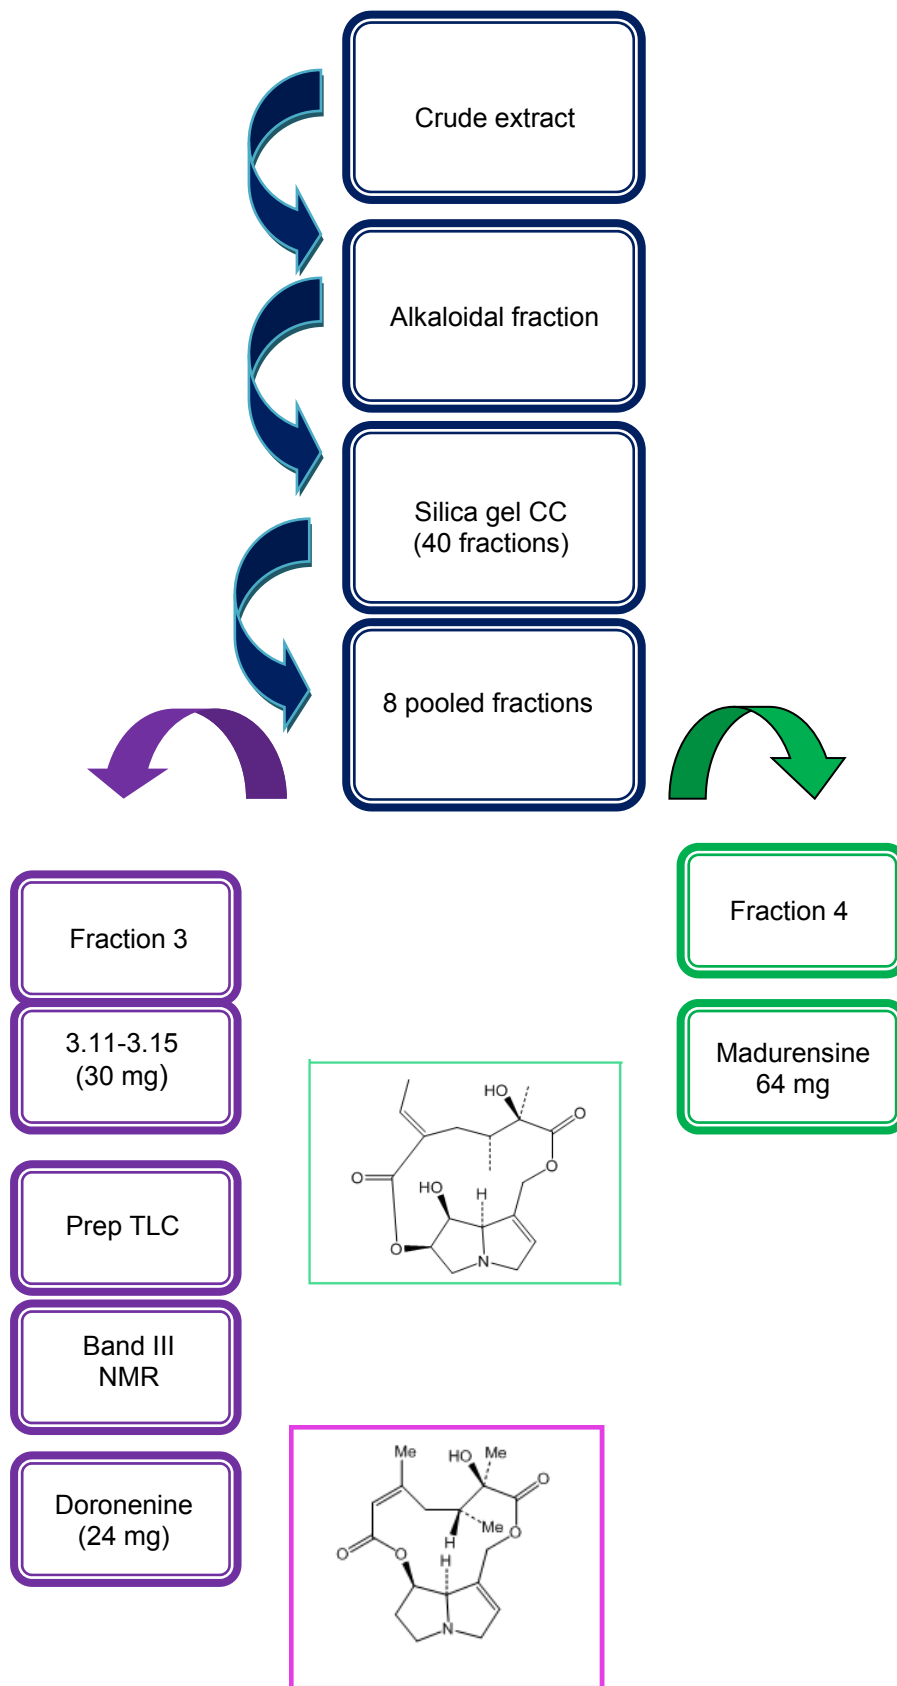 Crude extract
Alkaloidal fraction
Silica gel CC
(40 fractions)
8 pooled fractions
Fraction 3
3.11-3.15
(30 mg)
Prep TLC
Band III
NMR
Doronenine
(24 mg)
Fraction 4
Madurensine
64 mg
HO
O
O
O
HO
H
O
N
Me
HO
Me
O
O
Me
H
O
O
H
N